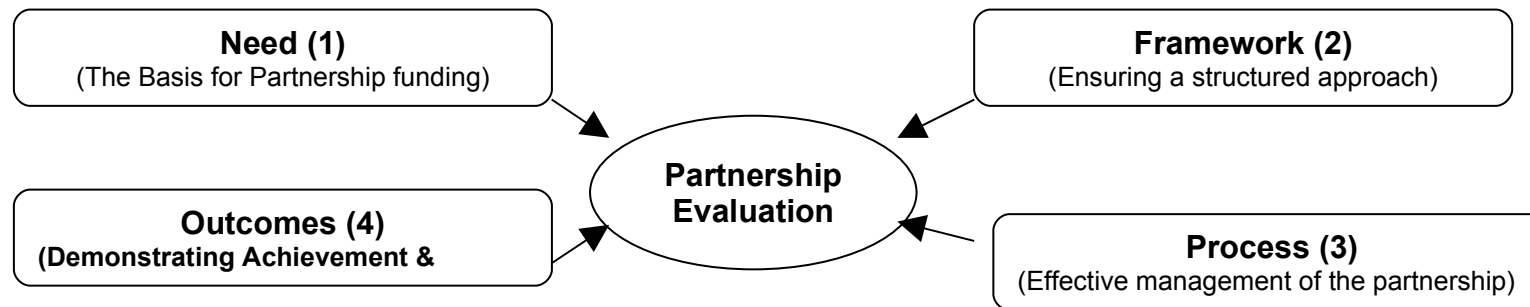 Need (1)
(The Basis for Partnership funding)
Framework (2)
(Ensuring a structured approach)
Partnership
Evaluation
Outcomes (4)
(Demonstrating Achievement &
Process (3)
(Effective management of the partnership)